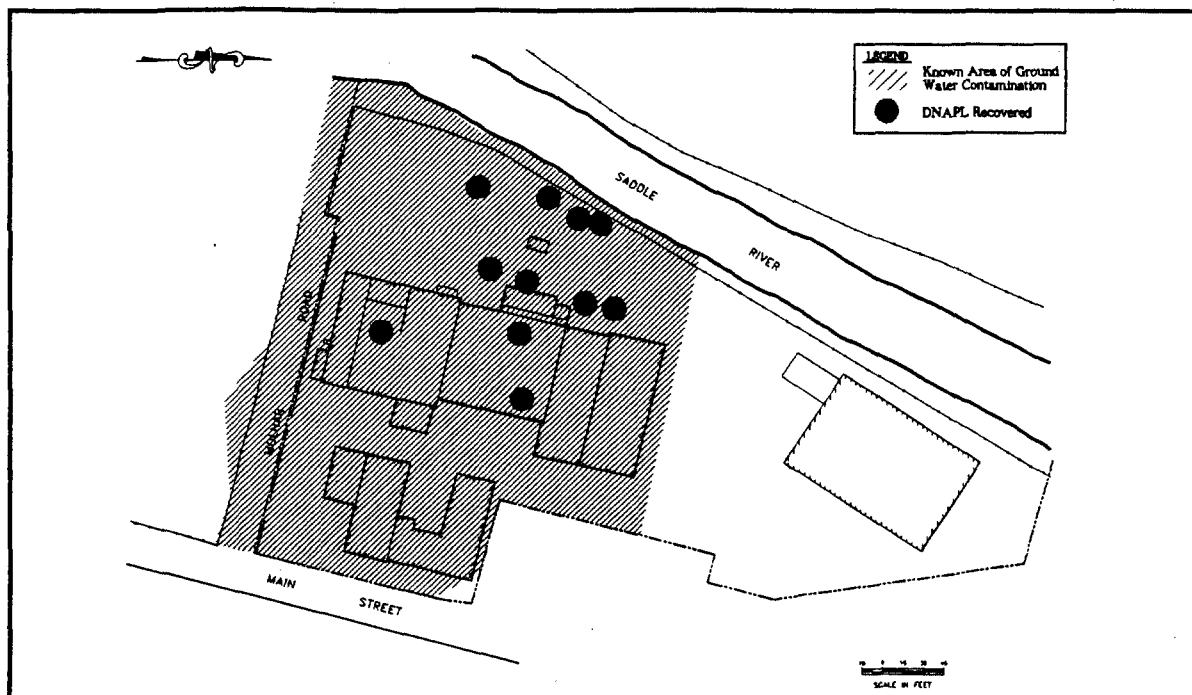 LEGEND
Known Area of Ground
Water Contamination
DNAPL Recovered
SADDLE
RIVER
ROAD
MAIN
STREET
SCALE IN FEET